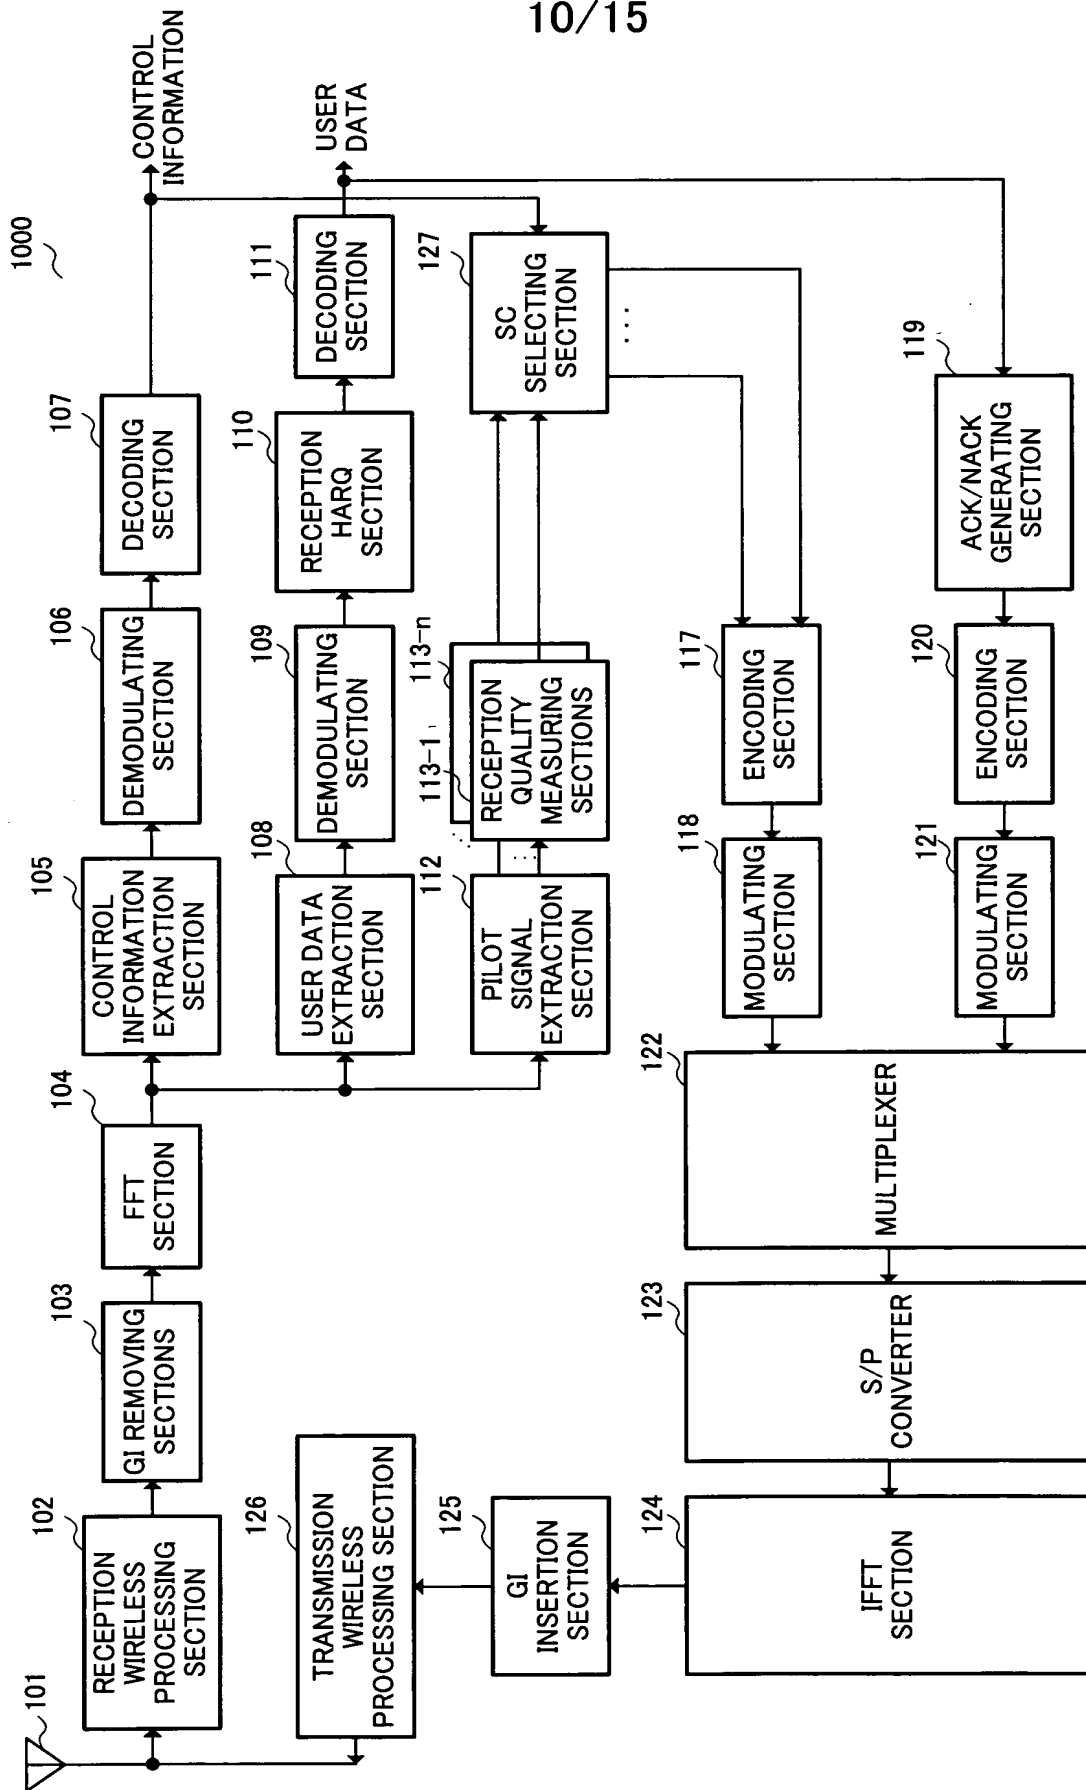 10/15
1000
101
102
RECEPTION
WIRELESS
PROCESSING
SECTION
103
GI REMOVING
SECTIONS
104
FFT
SECTION
105
CONTROL
INFORMATION
EXTRACTION
SECTION
106
DEMODULATING
SECTION
107
DECODING
SECTION
CONTROL
INFORMATION
108
USER DATA
EXTRACTION
SECTION
109
DEMODULATING
SECTION
110
RECEPTION
HARQ
SECTION
111
DECODING
SECTION
USER
DATA
112
PILOT
SIGNAL
EXTRACTION
SECTION
...
...
113-1
113-n
RECEPTION
QUALITY
MEASURING
SECTIONS
127
SC
SELECTING
SECTION
...
126
TRANSMISSION
WIRELESS
PROCESSING SECTION
125
GI
INSERTION
SECTION
124
IFFT
SECTION
123
S/P
CONVERTER
122
MULTIPLEXER
118
MODULATING
SECTION
117
ENCODING
SECTION
121
MODULATING
SECTION
120
ENCODING
SECTION
119
ACK/NACK
GENERATING
SECTION